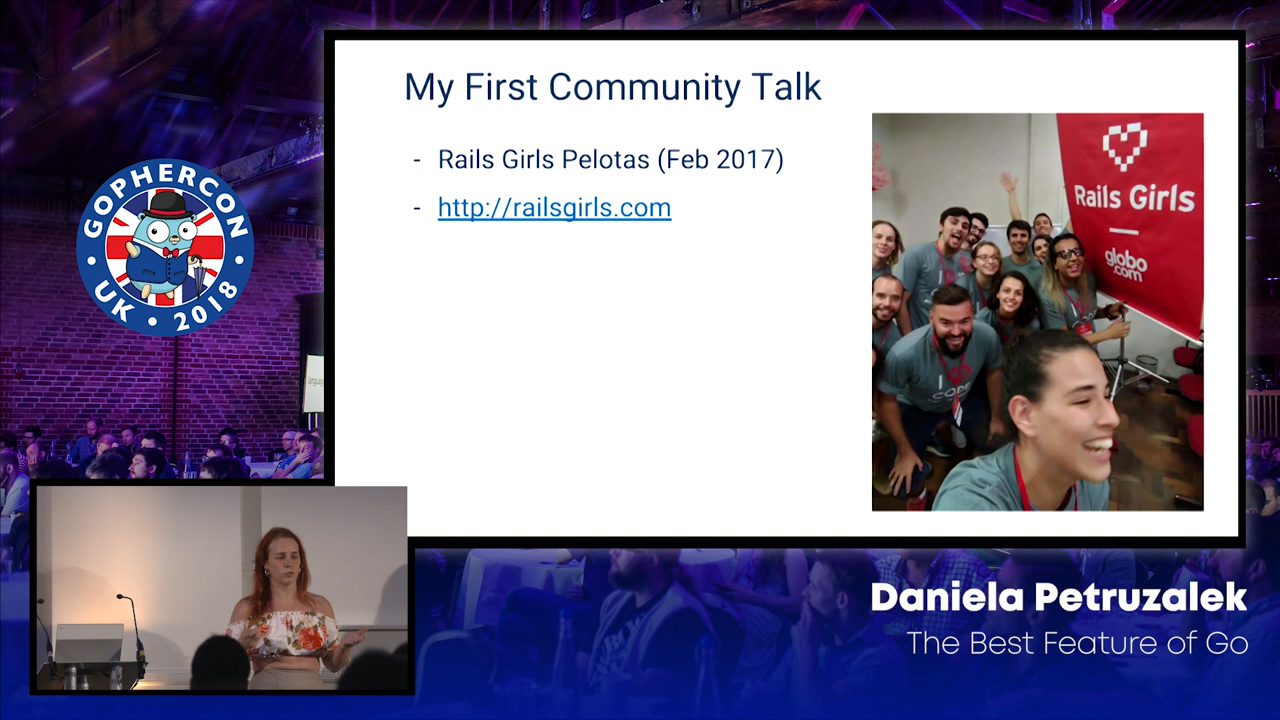 GOPHERCON
UK • 2018
My First Community Talk
- Rails Girls Pelotas (Feb 2017)
- http://railsgirls.com
Rails Girls
globo
.com
I
CODE
Daniela Petruzalek
The Best Feature of Go